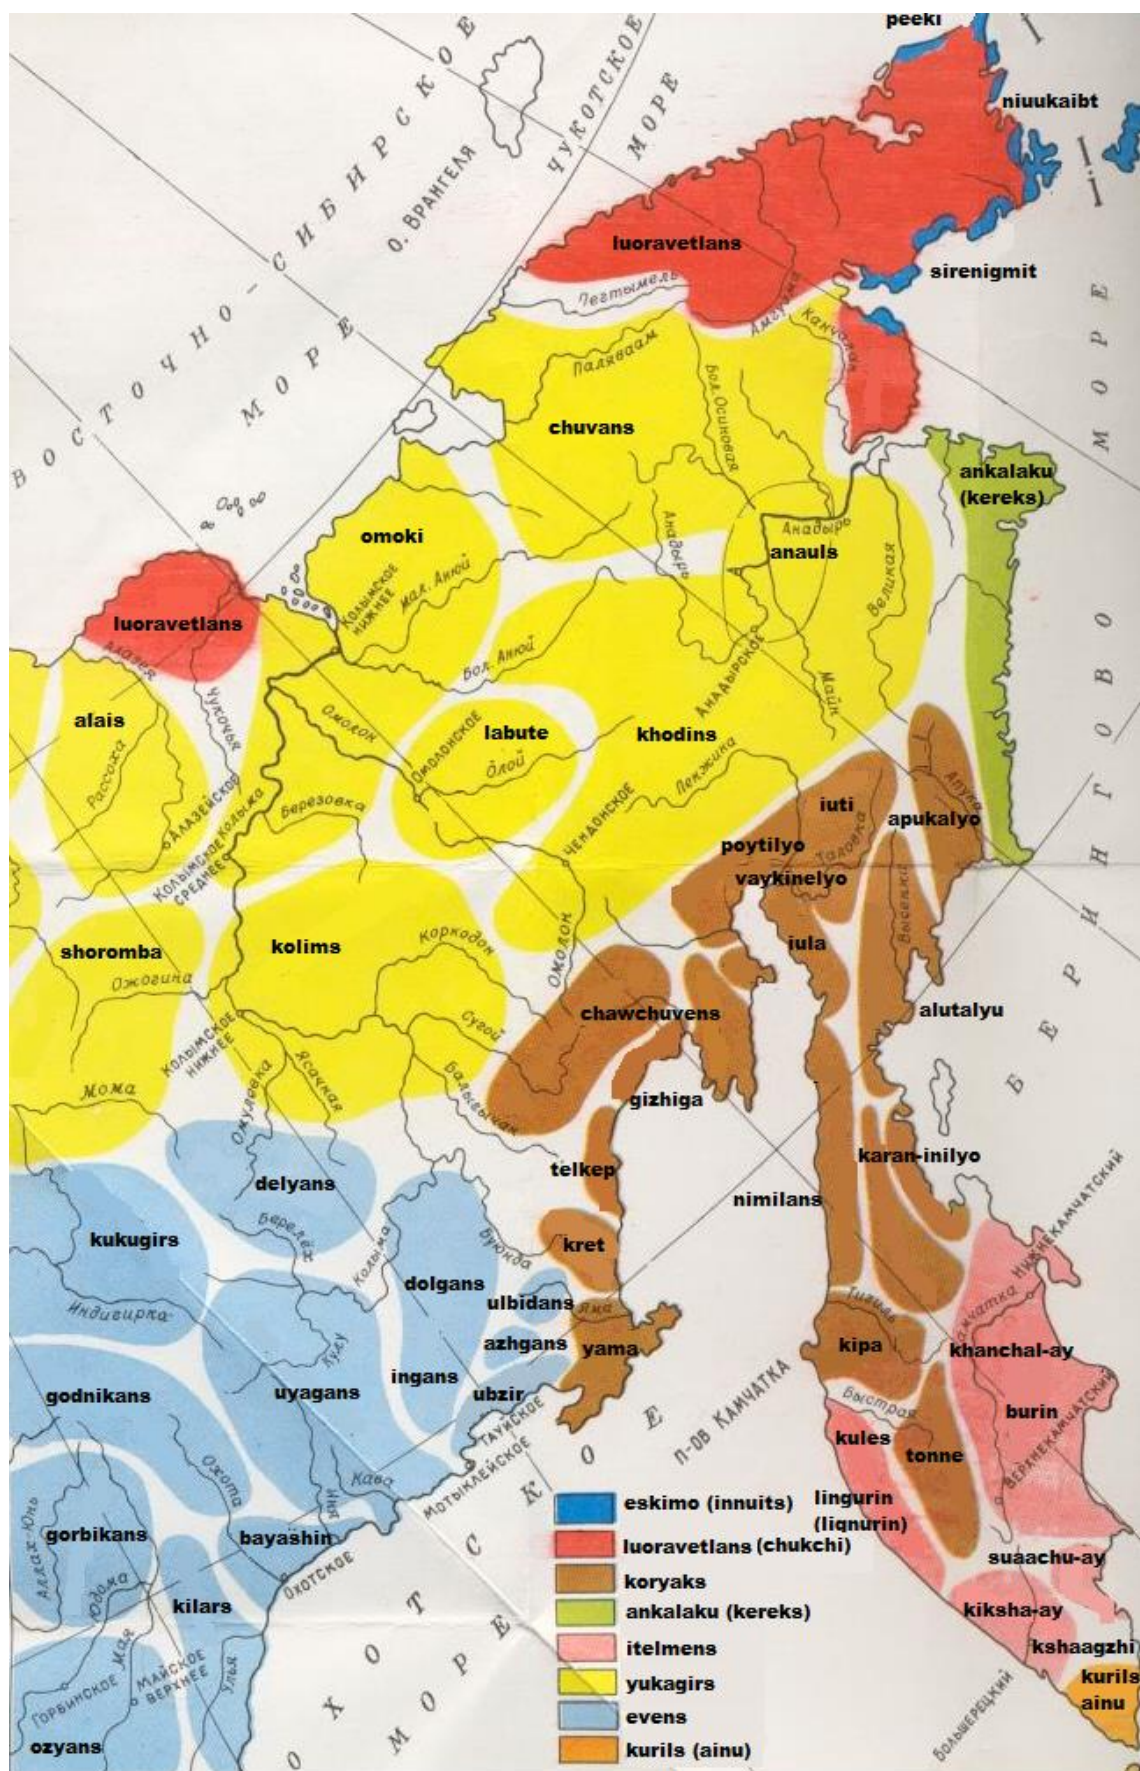 peeki
niuukaibt
ЧУКОТСКОЕ
МОРЕ
О. ВРАНГЕЛЯ
ВОСТОЧНО-СИБИРСКОЕ
МОРЕ
luoravetlans
sirenigmit
Пегтымель
Амгуэма
Канчалан
Паляваам
Бол. Осиновая
chuvans
ankalaku
(kereks)
omoki
Анадырь
Анадырь
anauls
Великая
КОЛЫМСКОЕ
НИЖНЕЕ
Мал. Анюй
luoravetlans
Алазея
Бол. Анюй
АНАДЫРСКОЕ
Майн
Чукочья
alais
Рассоха
Омолон
ОМОЛОНСКОЕ
labute
Олой
khodins
Пенжина
ЧЕНДОНСКОЕ
АЛАЗЕЙСКОЕ
Колыма
КОЛЫМСКОЕ
СРЕДНЕЕ
Березовка
iuti
apukalyo
Апука
poytilyo
Таловка
vaykinelyo
Вывенка
shoromba
Ожогина
kolims
Коркодон
Омолон
iula
chawchuvens
alutalyu
Сугой
КОЛЫМСКОЕ
НИЖНЕЕ
Мома
Омулевка
Ясачная
Балыгычан
gizhiga
БЕРИНГОВО
МОРЕ
karan-inilyo
telkep
nimilans
delyans
kukugirs
Берелёх
Колыма
Буюнда
kret
НИЖНЕКАМЧАТСКИЙ
dolgans
ulbidans
Яма
Индигирка
Кулу
azhgans
yama
Тигиль
Камчатка
kipa
khanchal-ay
godnikans
uyagans
ingans
ubzir
ТАУЙСКОЕ
МОТЫКЛЕЙСКОЕ
П-ОВ КАМЧАТКА
Быстрая
burin
ВЕРХНЕКАМЧАТСКИЙ
kules
tonne
Охота
Кава
Иня
Аллах-Юнь
gorbikans
bayashin
ОХОТСКОЕ
Юдома
kilars
Мая
МАЙСКОЕ
ВЕРХНЕЕ
ГОРБИНСКОЕ
Улья
ozyans
ОХОТСКОЕ
МОРЕ
lingurin
(liqnurin)
suaachu-ay
kiksha-ay
kshaagzhi
kurils
ainu
БОЛЬШЕРЕЦКИЙ
eskimo (innuits)
luoravetlans (chukchi)
koryaks
ankalaku (kereks)
itelmens
yukagirs
evens
kurils (ainu)